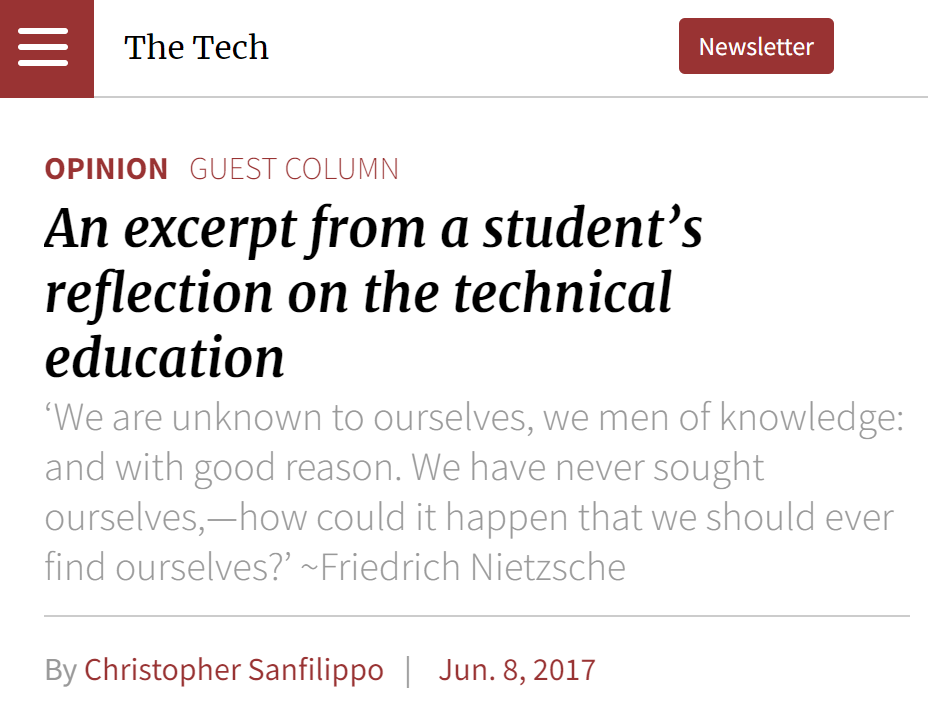 The Tech
Newsletter
OPINION GUEST COLUMN
An excerpt from a student’s
reflection on the technical
education
‘We are unknown to ourselves, we men of knowledge:
and with good reason. We have never sought
ourselves,—how could it happen that we should ever
find ourselves?’ ~Friedrich Nietzsche
By Christopher Sanfilippo | Jun. 8, 2017